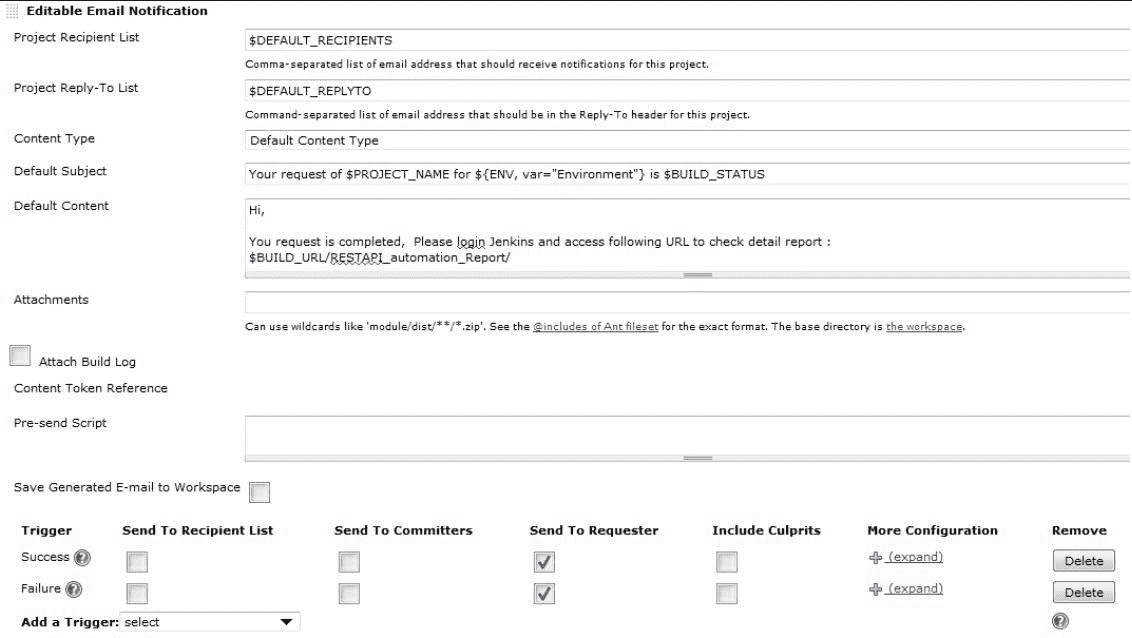 Editable Email Notification
Project Recipient List
$DEFAULT_RECIPIENTS
Comma-separated list of email address that should receive notifications for this project.
Project Reply-To List
$DEFAULT_REPLYTO
Command-separated list of email address that should be in the Reply-To header for this project.
Content Type
Default Content Type
Default Subject
Your request of $PROJECT_NAME for ${ENV, var="Environment"} is $BUILD_STATUS
Default Content
Hi,
You request is completed,  Please login Jenkins and access following URL to check detail report :
$BUILD_URL/RESTAPI_automation_Report/
Attachments
Can use wildcards like 'module/dist/**/*.zip'. See the @includes of Ant fileset for the exact format. The base directory is the workspace.
Attach Build Log
Content Token Reference
Pre-send Script
Save Generated E-mail to Workspace
Trigger Send To Recipient List Send To Committers Send To Requester Include Culprits More Configuration Remove
Success ? (expand) Delete
Failure ? (expand) Delete
Add a Trigger: select ?